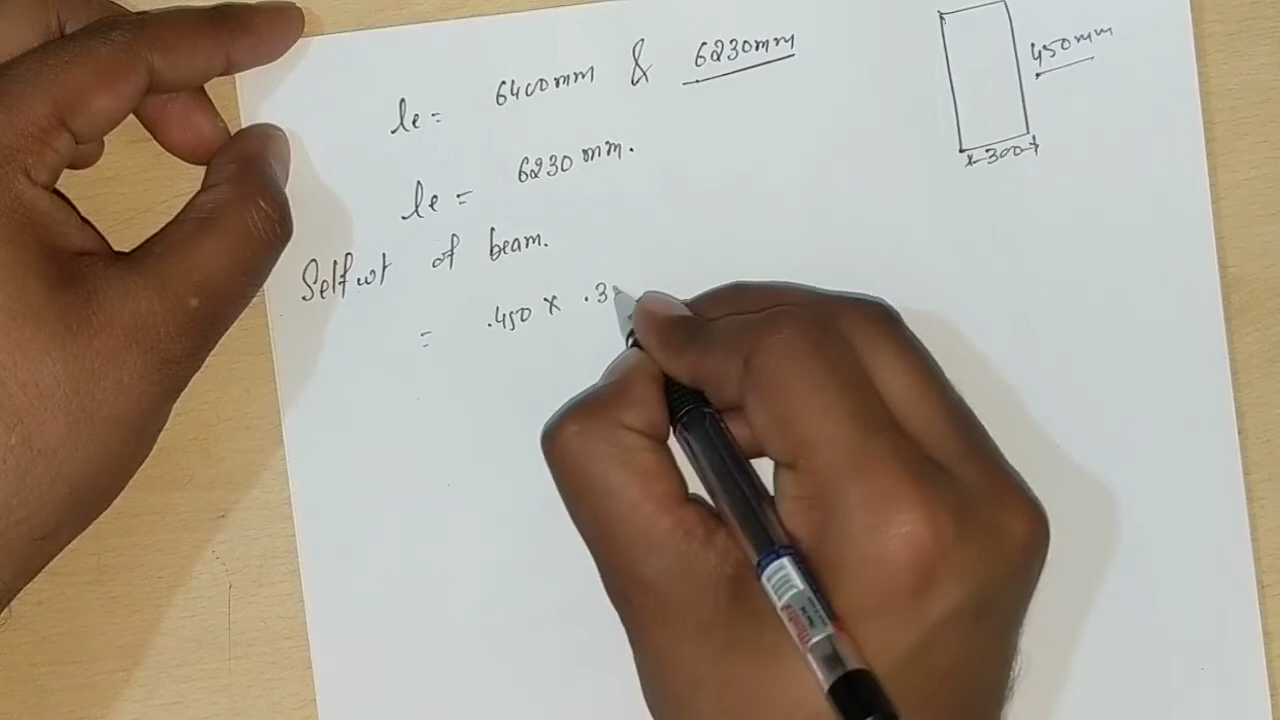 le = 6400mm & 6230mm
le = 6230 mm.
Selfwt of beam.
= .450 x .3
450mm
300